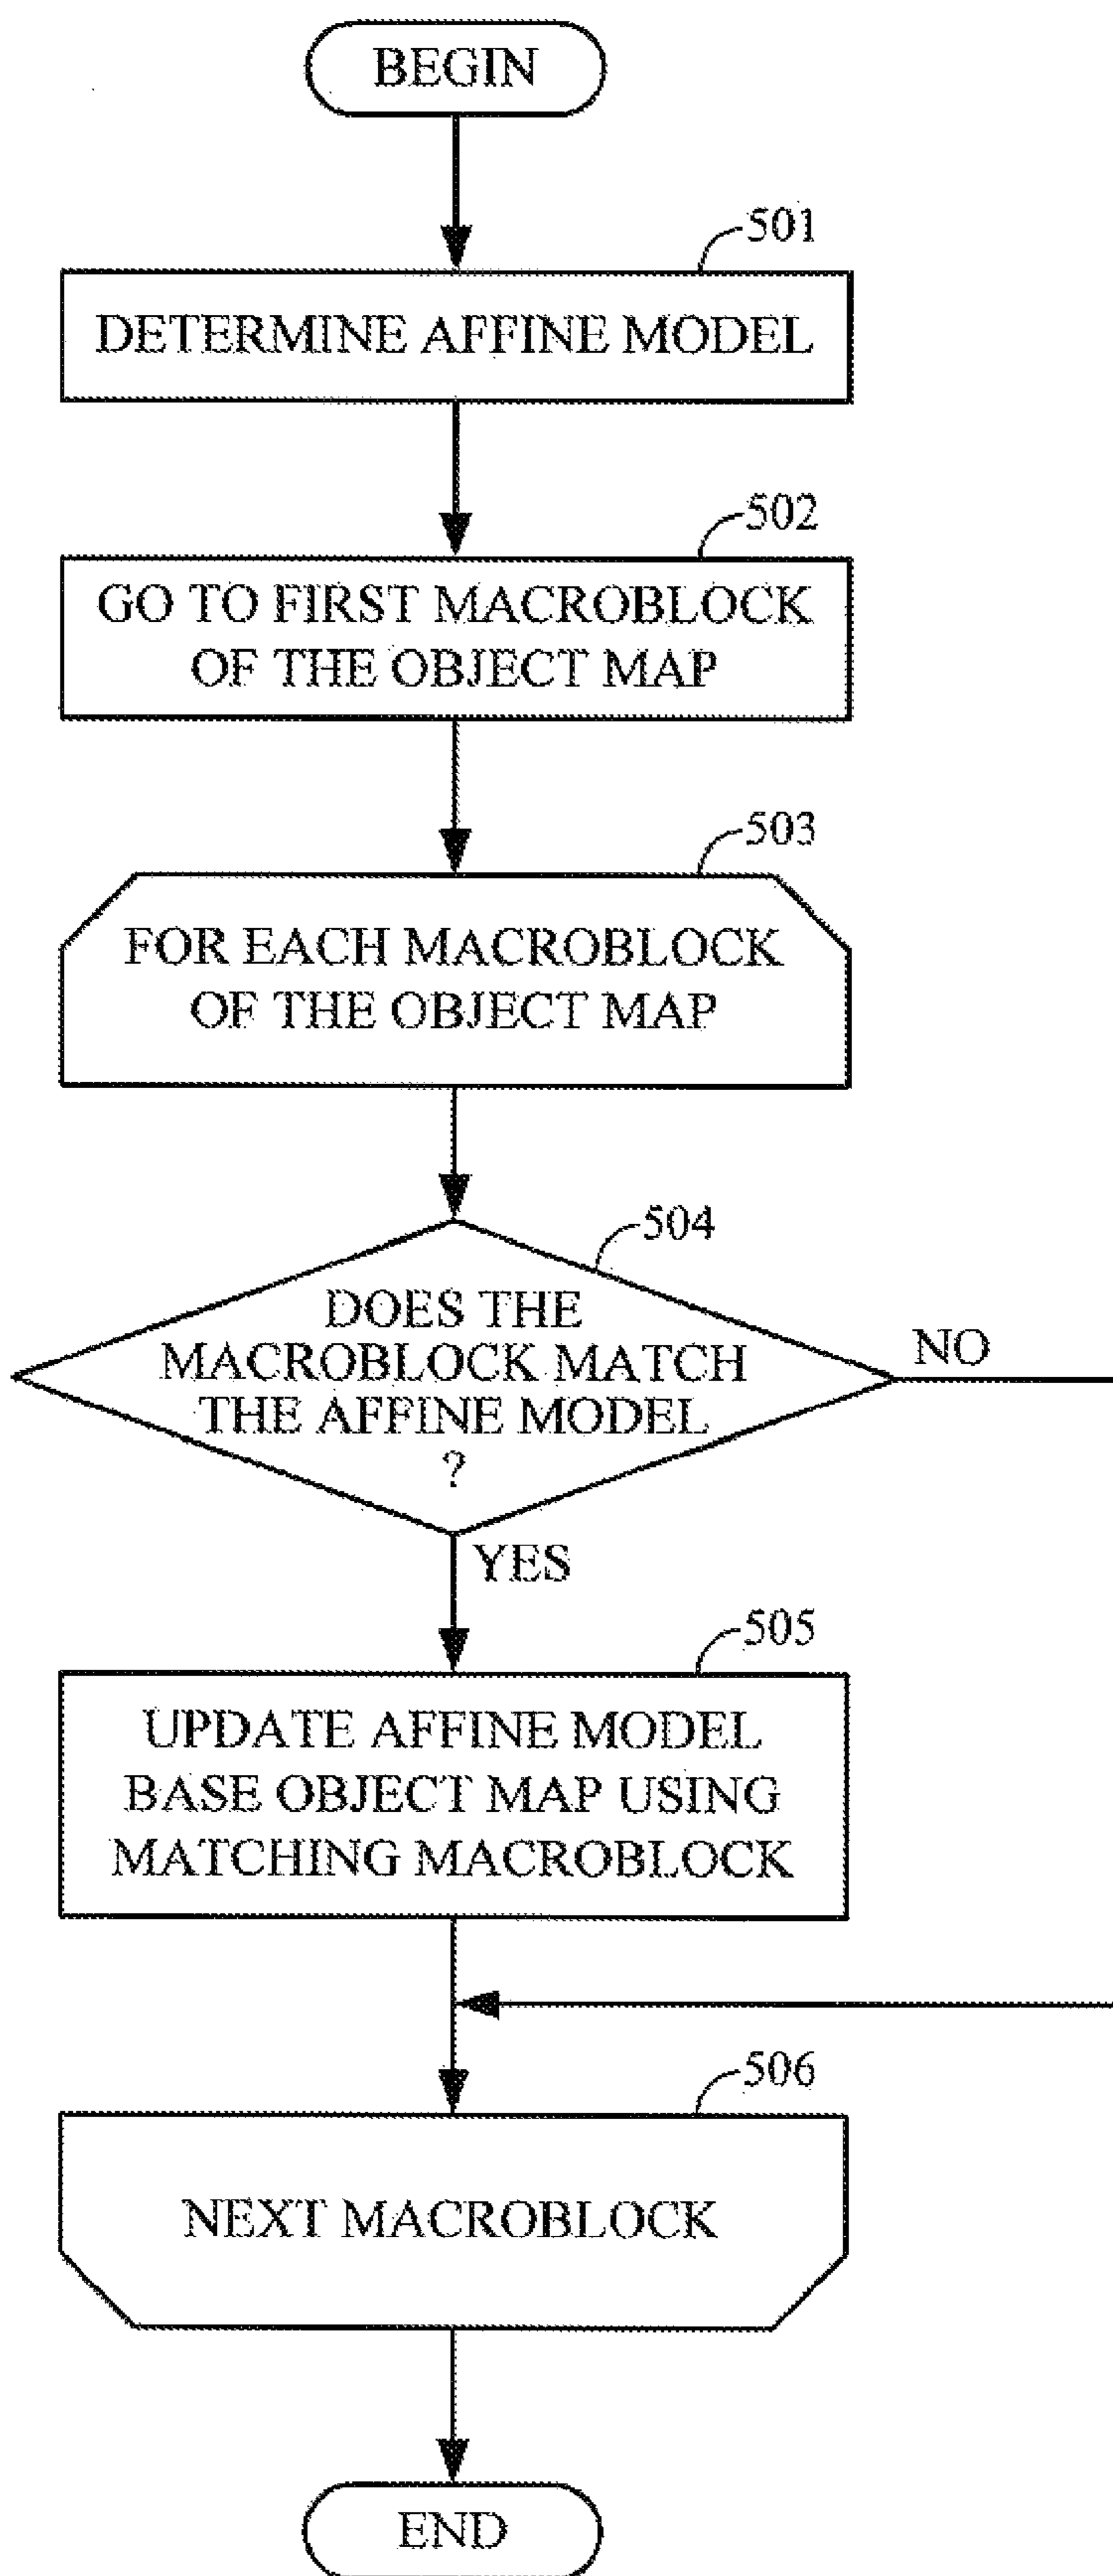 BEGIN
501
DETERMINE AFFINE MODEL
502
GO TO FIRST MACROBLOCK
OF THE OBJECT MAP
503
FOR EACH MACROBLOCK
OF THE OBJECT MAP
504
DOES THE
MACROBLOCK MATCH
THE AFFINE MODEL
?
NO
YES
505
UPDATE AFFINE MODEL
BASE OBJECT MAP USING
MATCHING MACROBLOCK
506
NEXT MACROBLOCK
END